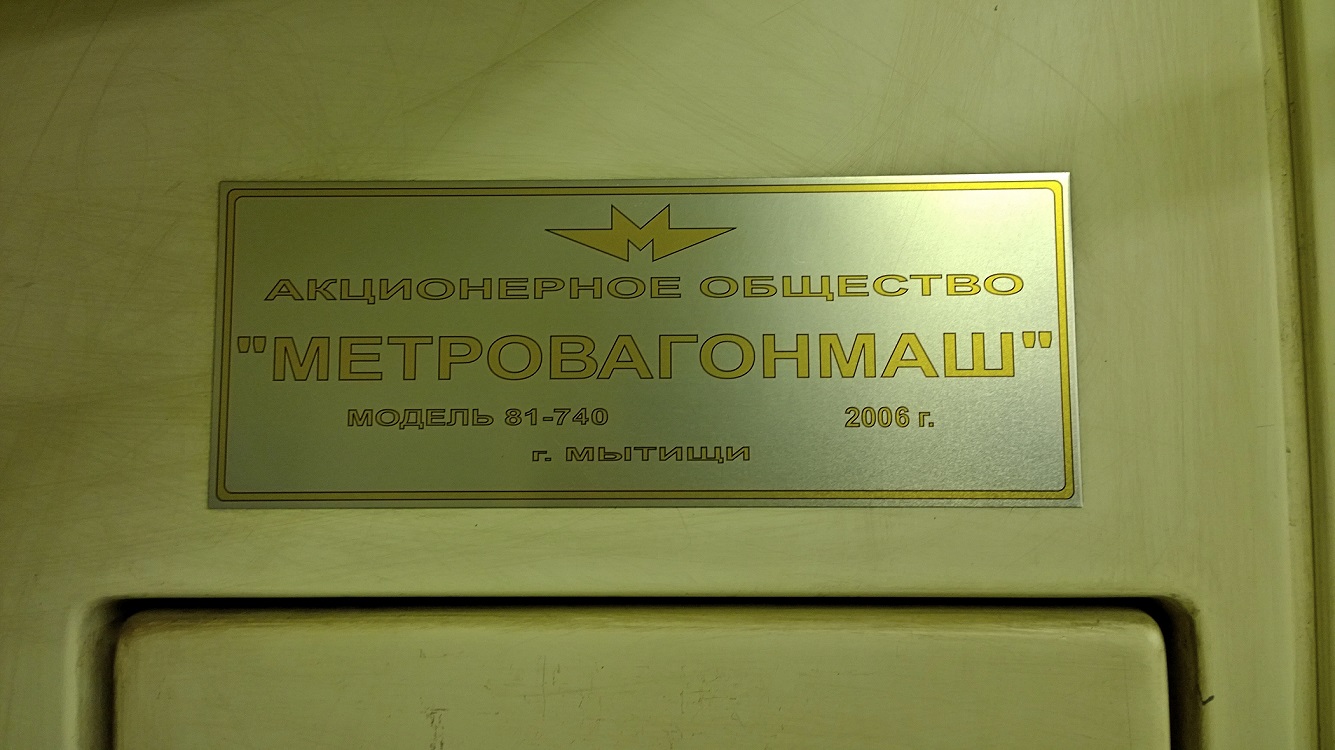 АКЦИОНЕРНОЕ ОБЩЕСТВО
"МЕТРОВАГОНМАШ"
МОДЕЛЬ 81-740 2006 г.
г. МЫТИЩИ